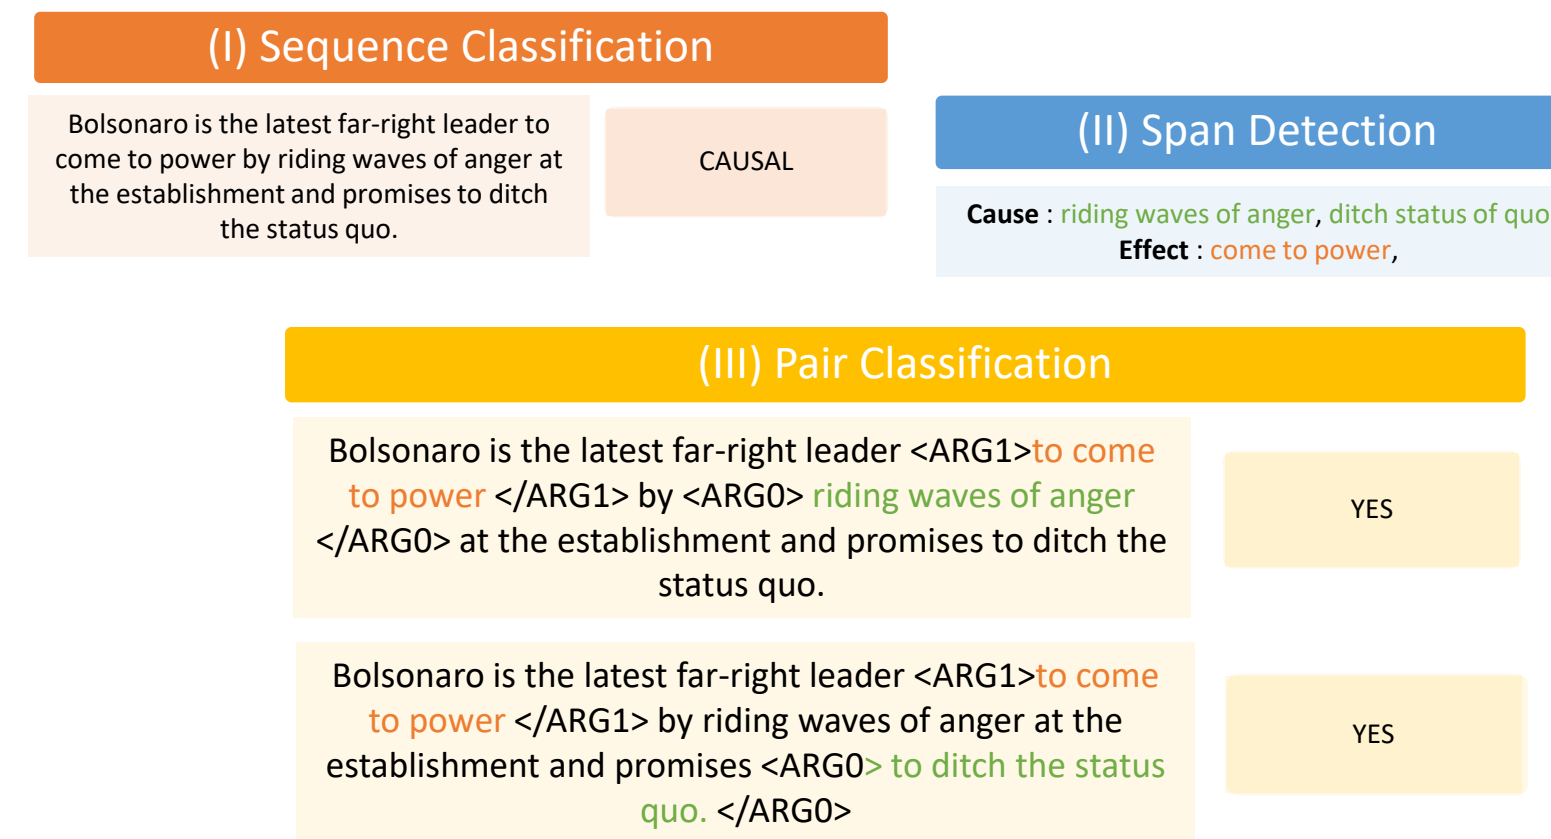 (I) Sequence Classification
Bolsonaro is the latest far-right leader to
come to power by riding waves of anger at
the establishment and promises to ditch
the status quo.
CAUSAL
(II) Span Detection
Cause : riding waves of anger, ditch status of quo
Effect : come to power,
(III) Pair Classification
Bolsonaro is the latest far-right leader <ARG1>to come
to power </ARG1> by <ARG0> riding waves of anger
</ARG0> at the establishment and promises to ditch the
status quo.
YES
Bolsonaro is the latest far-right leader <ARG1>to come
to power </ARG1> by riding waves of anger at the
establishment and promises <ARG0> to ditch the status
quo. </ARG0>
YES